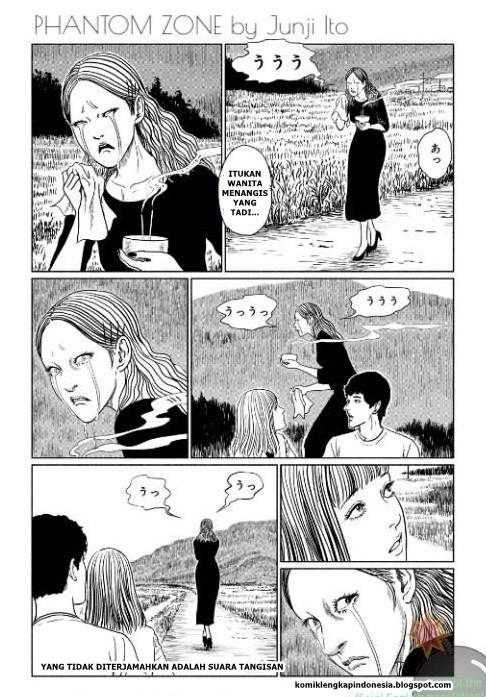 PHANTOM ZONE by Junji Ito
ううう
あっ
ITUKAN
WANITA
MENANGIS
YANG
TADI...
うっうっ
ううう
うっ
うっ
YANG TIDAK DITERJAMAHKAN ADALAH SUARA TANGISAN
komiklengkapindonesia.blogspot.com